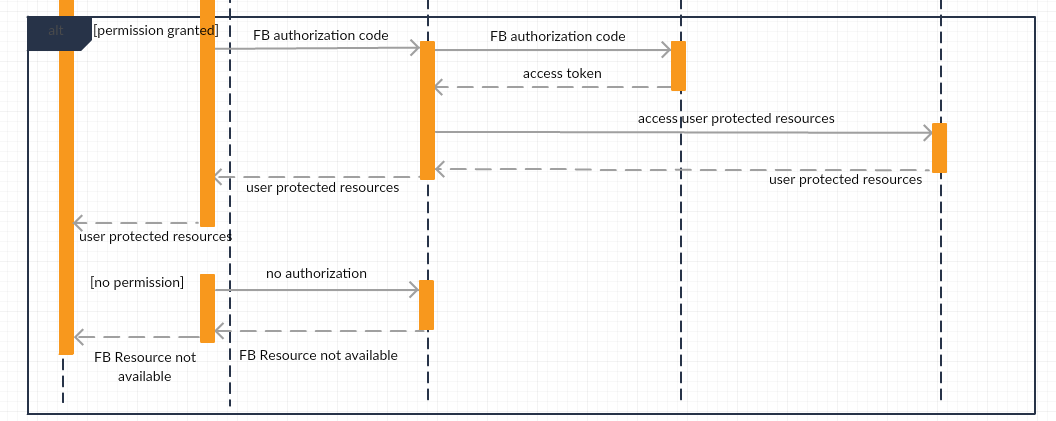 alt
[permission granted]
FB authorization code
FB authorization code
access token
access user protected resources
user protected resources
user protected resources
user protected resources
[no permission]
no authorization
FB Resource not
available
FB Resource not available